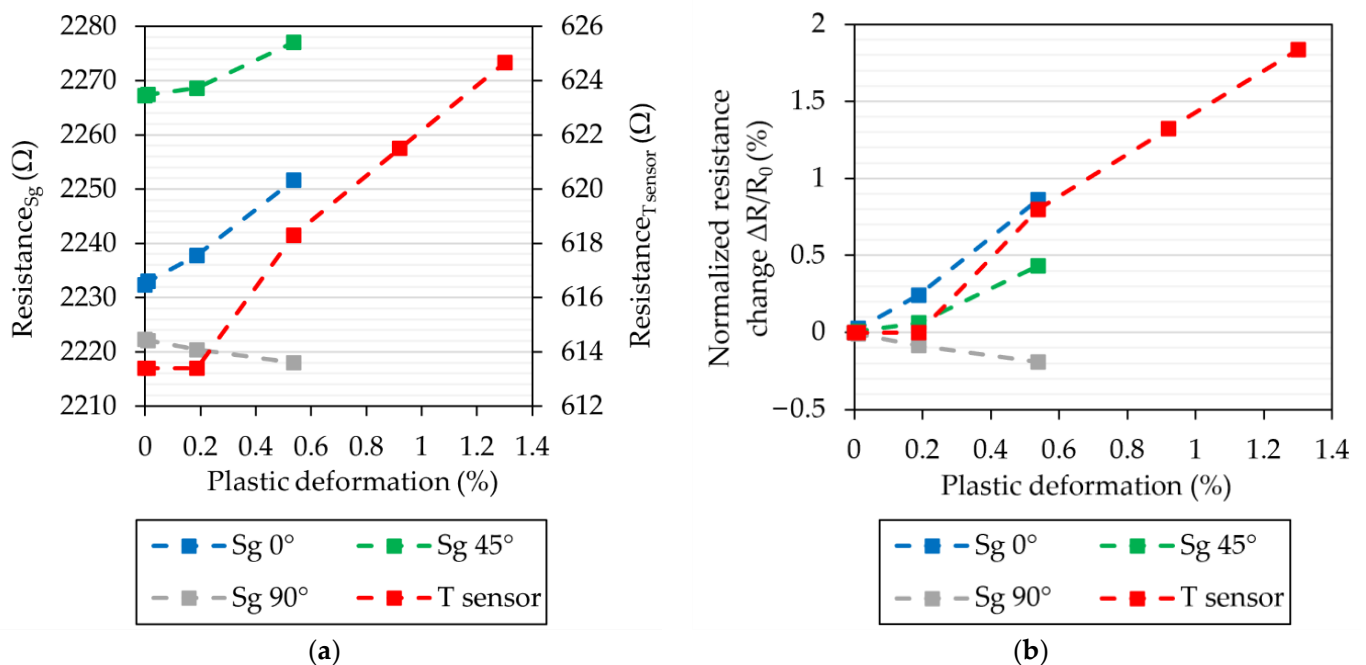 2280
2270
2260
2250
2240
2230
2220
2210
Resistance_Sg (Ω)
626
624
622
620
618
616
614
612
Resistance_T sensor (Ω)
0 0.2 0.4 0.6 0.8 1 1.2 1.4
Plastic deformation (%)
Sg 0° Sg 45°
Sg 90° T sensor
(a)
2
1.5
1
0.5
0
−0.5
Normalized resistance
change ΔR/R₀ (%)
0 0.2 0.4 0.6 0.8 1 1.2 1.4
Plastic deformation (%)
Sg 0° Sg 45°
Sg 90° T sensor
(b)